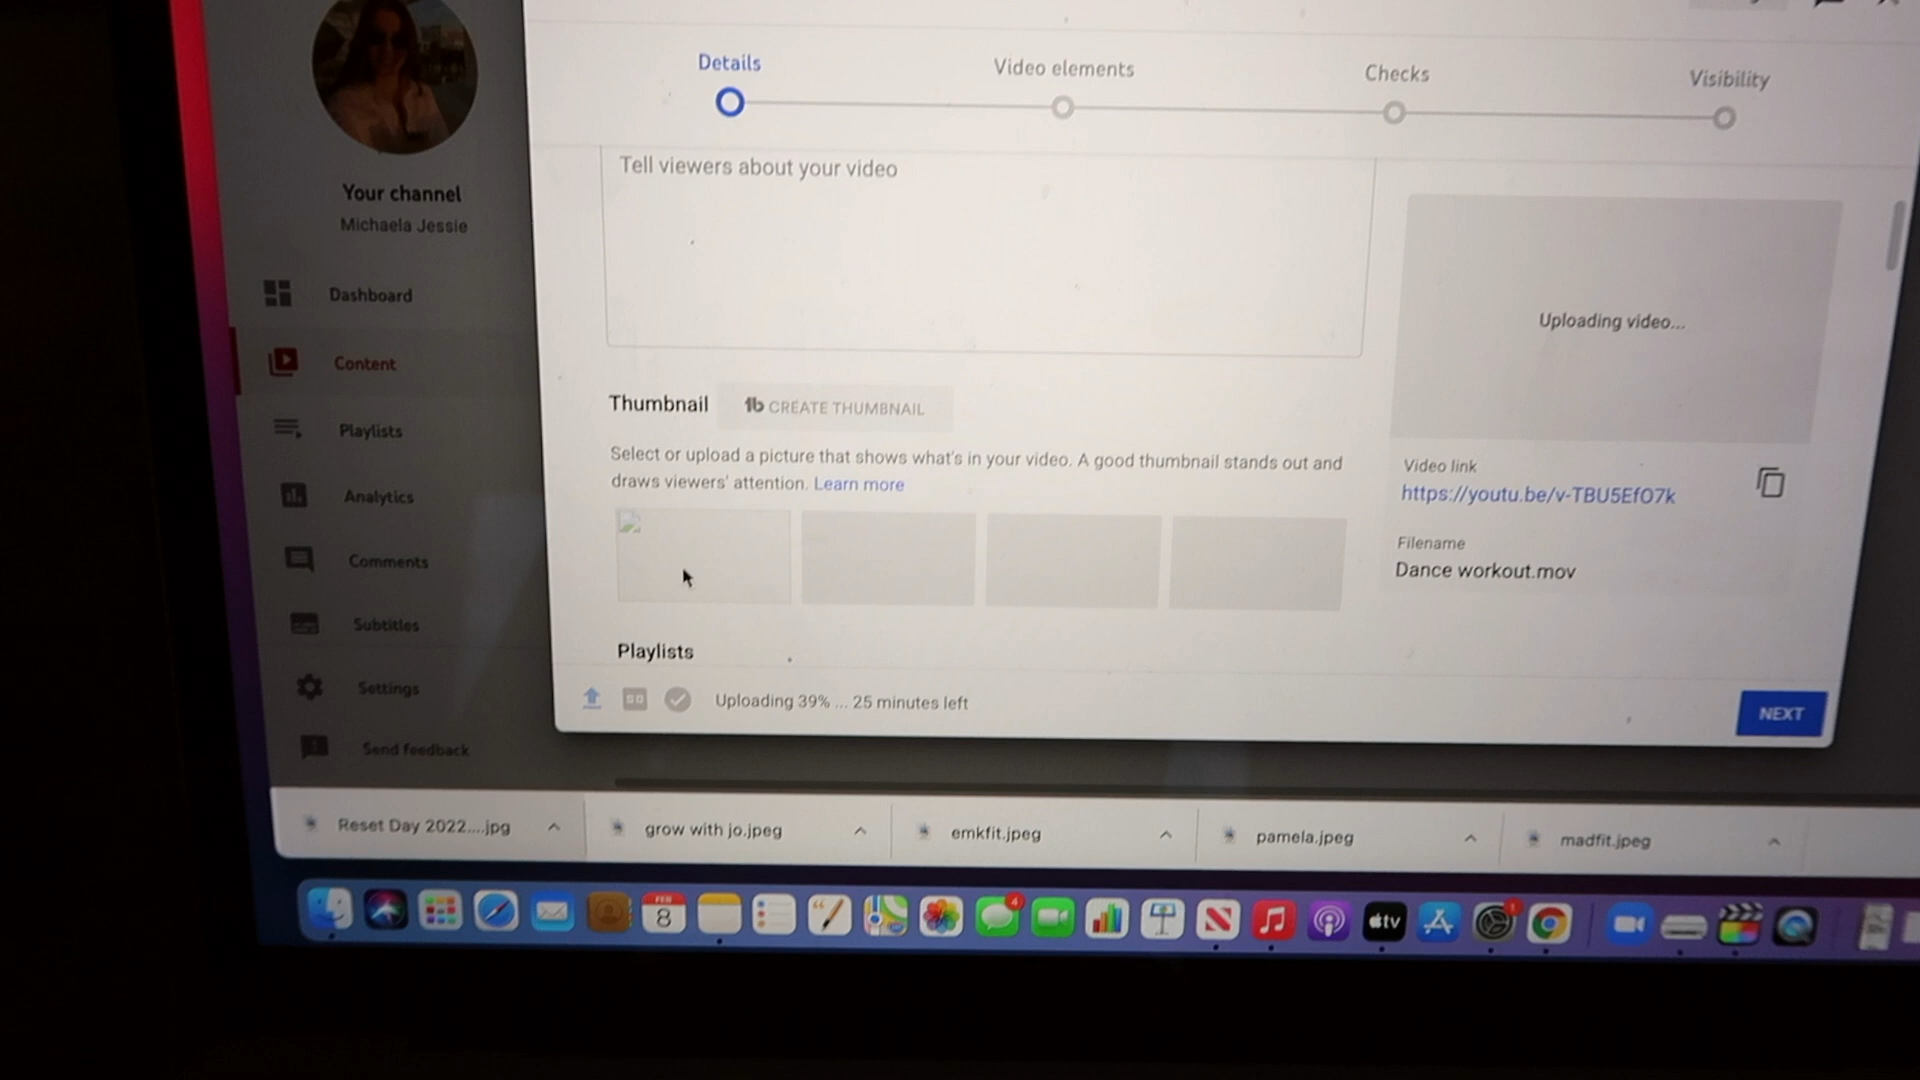 Details
Video elements
Checks
Visibility
Tell viewers about your video
Your channel
Michaela Jessie
Dashboard
Content
Playlists
Analytics
Comments
Subtitles
Settings
Send feedback
Uploading video...
Thumbnail
CREATE THUMBNAIL
Select or upload a picture that shows what's in your video. A good thumbnail stands out and
draws viewers' attention. Learn more
Video link
https://youtu.be/v-TBU5EfO7k
Filename
Dance workout.mov
Playlists
Uploading 39% ... 25 minutes left
NEXT
Reset Day 2022....jpg
grow with jo.jpeg
emkfit.jpeg
pamela.jpeg
madfit.jpeg
FEB
8
4
tv
1